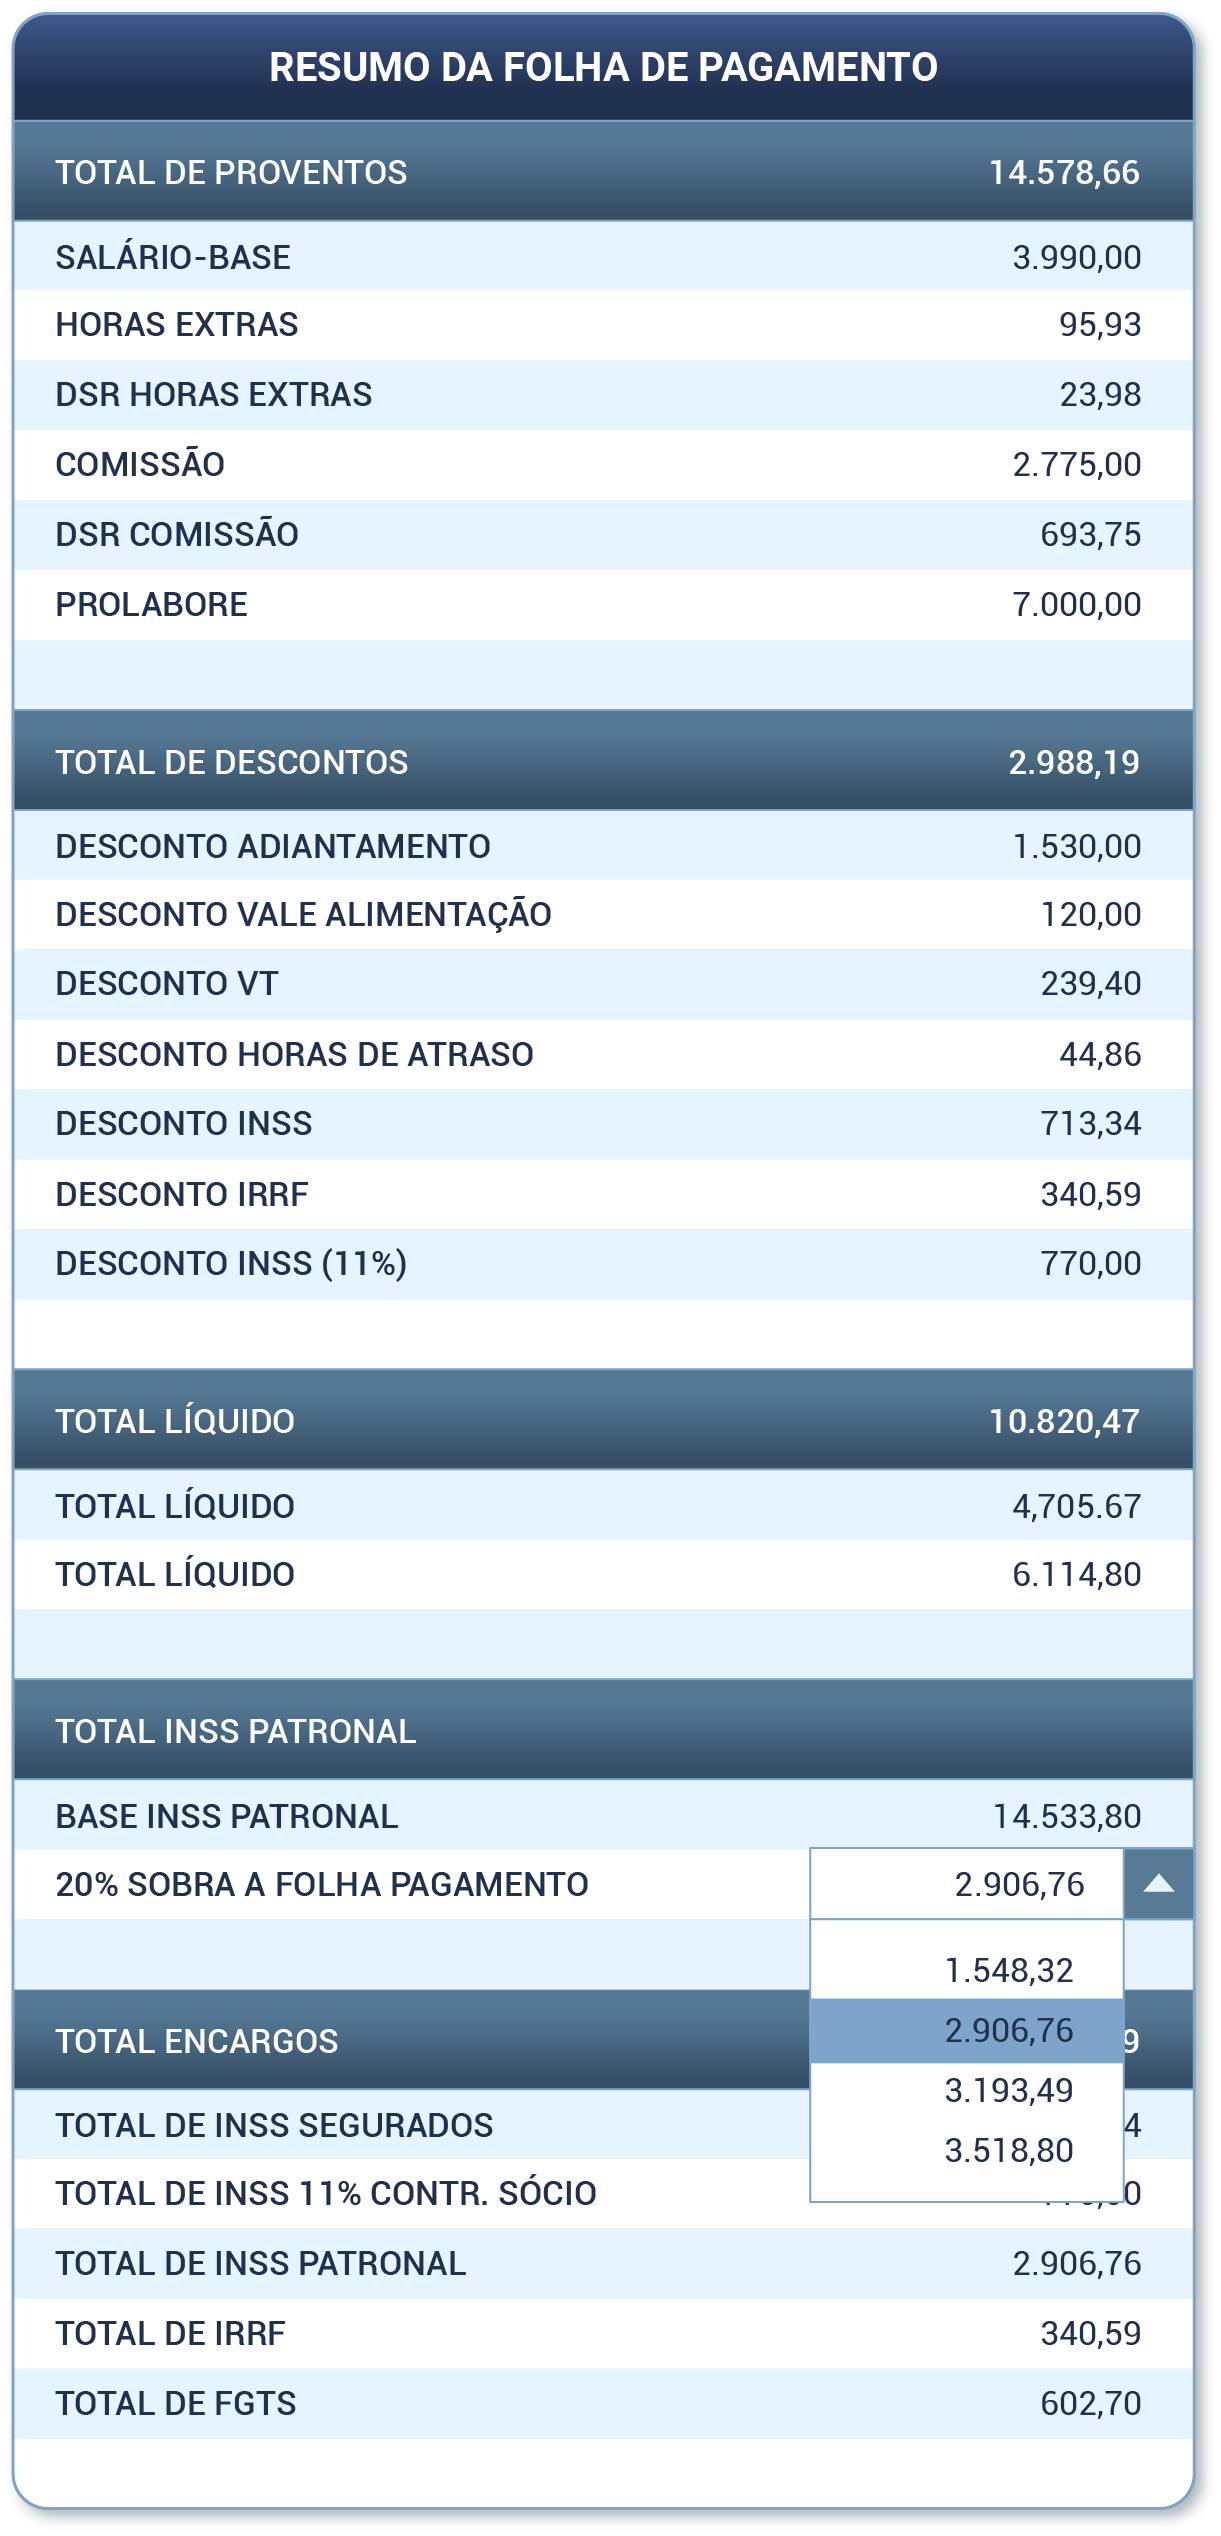 RESUMO DA FOLHA DE PAGAMENTO
TOTAL DE PROVENTOS 14.578,66
SALÁRIO-BASE 3.990,00
HORAS EXTRAS 95,93
DSR HORAS EXTRAS 23,98
COMISSÃO 2.775,00
DSR COMISSÃO 693,75
PROLABORE 7.000,00
TOTAL DE DESCONTOS 2.988,19
DESCONTO ADIANTAMENTO 1.530,00
DESCONTO VALE ALIMENTAÇÃO 120,00
DESCONTO VT 239,40
DESCONTO HORAS DE ATRASO 44,86
DESCONTO INSS 713,34
DESCONTO IRRF 340,59
DESCONTO INSS (11%) 770,00
TOTAL LÍQUIDO 10.820,47
TOTAL LÍQUIDO 4,705.67
TOTAL LÍQUIDO 6.114,80
TOTAL INSS PATRONAL
BASE INSS PATRONAL 14.533,80
20% SOBRA A FOLHA PAGAMENTO 2.906,76
1.548,32
2.906,76
TOTAL ENCARGOS 9
3.193,49
TOTAL DE INSS SEGURADOS 4
3.518,80
TOTAL DE INSS 11% CONTR. SÓCIO
TOTAL DE INSS PATRONAL 2.906,76
TOTAL DE IRRF 340,59
TOTAL DE FGTS 602,70